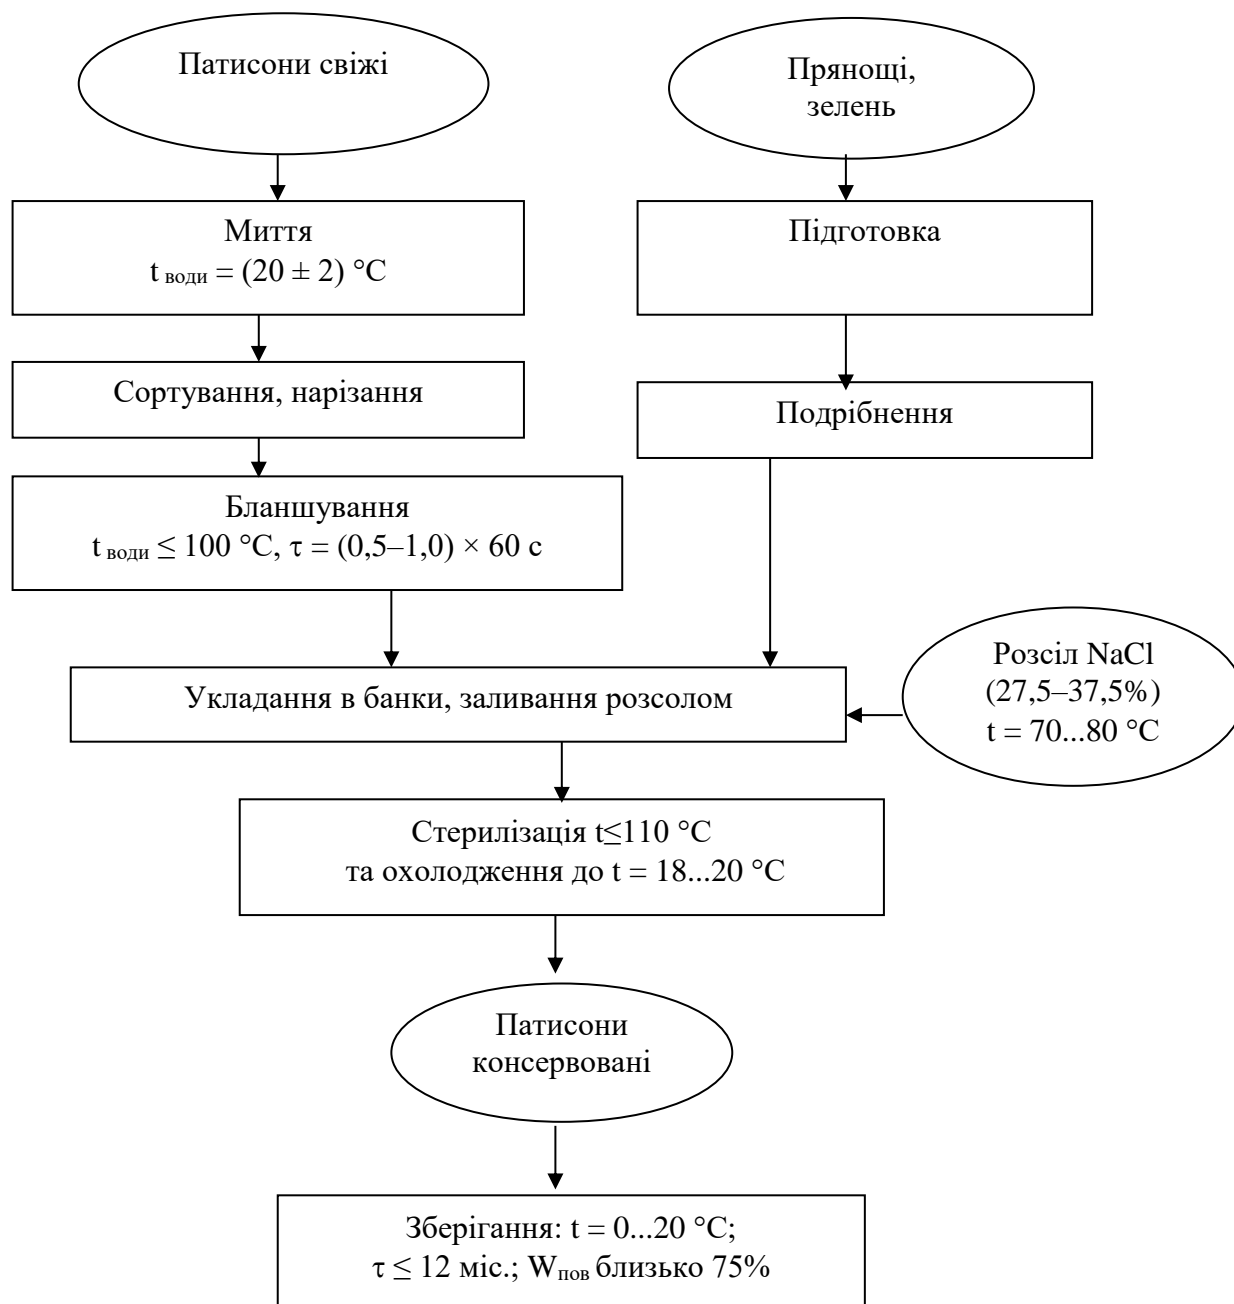 Патисони свіжі
Прянощі,
зелень
Миття
t води = (20 ± 2) °C
Підготовка
Сортування, нарізання
Подрібнення
Бланшування
t води ≤ 100 °C, τ = (0,5–1,0) × 60 с
Розсіл NaCl
(27,5–37,5%)
t = 70...80 °C
Укладання в банки, заливання розсолом
Стерилізація t≤110 °C
та охолодження до t = 18...20 °C
Патисони
консервовані
Зберігання: t = 0...20 °C;
τ ≤ 12 міс.; Wпов близько 75%